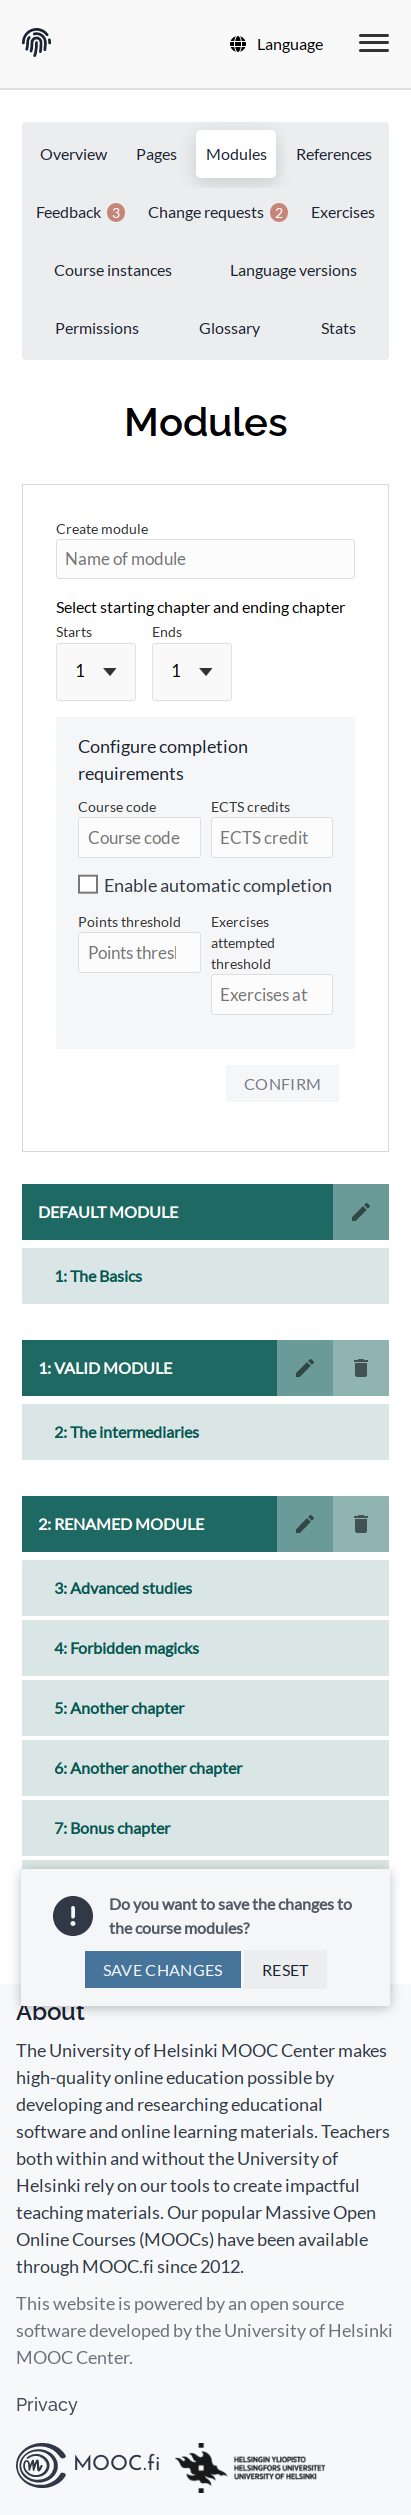 Language
Overview Pages Modules References
Feedback 3 Change requests 2 Exercises
Course instances Language versions
Permissions Glossary Stats
Modules
Create module
Name of module
Select starting chapter and ending chapter
Starts Ends
1 1
Configure completion
requirements
Course code ECTS credits
Course code ECTS credit
Enable automatic completion
Points threshold Exercises
attempted
threshold
Points thresl
Exercises at
CONFIRM
DEFAULT MODULE
1: The Basics
1: VALID MODULE
2: The intermediaries
2: RENAMED MODULE
3: Advanced studies
4: Forbidden magicks
5: Another chapter
6: Another another chapter
7: Bonus chapter
Do you want to save the changes to
the course modules?
SAVE CHANGES RESET
About
The University of Helsinki MOOC Center makes
high-quality online education possible by
developing and researching educational
software and online learning materials. Teachers
both within and without the University of
Helsinki rely on our tools to create impactful
teaching materials. Our popular Massive Open
Online Courses (MOOCs) have been available
through MOOC.fi since 2012.
This website is powered by an open source
software developed by the University of Helsinki
MOOC Center.
Privacy
MOOC.fi
HELSINGIN YLIOPISTO
HELSINGFORS UNIVERSITET
UNIVERSITY OF HELSINKI